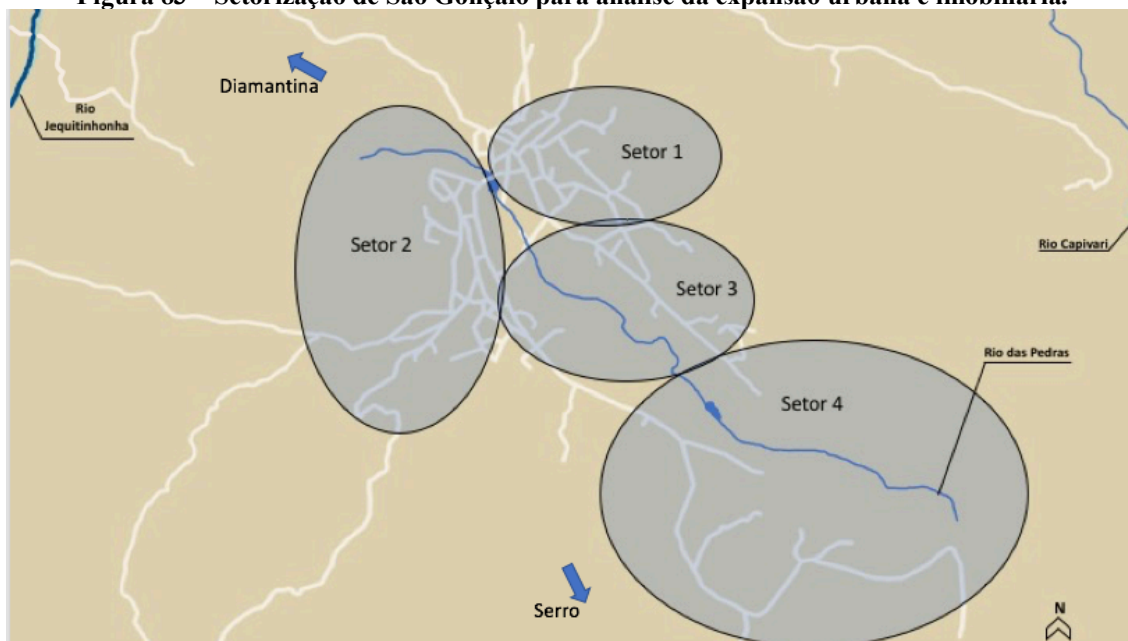 Figura 83 – Setorização de São Gonçalo para análise da expansão urbana e imobiliária.
Diamantina
Rio
Jequitinhonha
Setor 1
Setor 2
Rio Capivari
Setor 3
Rio das Pedras
Setor 4
Serro
N